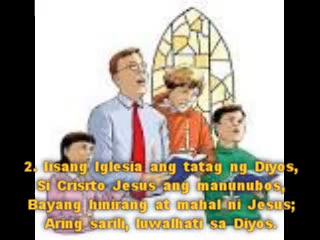 2. Iisang Iglesia ang tatag ng Diyos,
Si Crisrto Jesus ang manunubos,
Bayang hinirang at mahal ni Jesus;
Aring sarili, luwalhati sa Diyos.